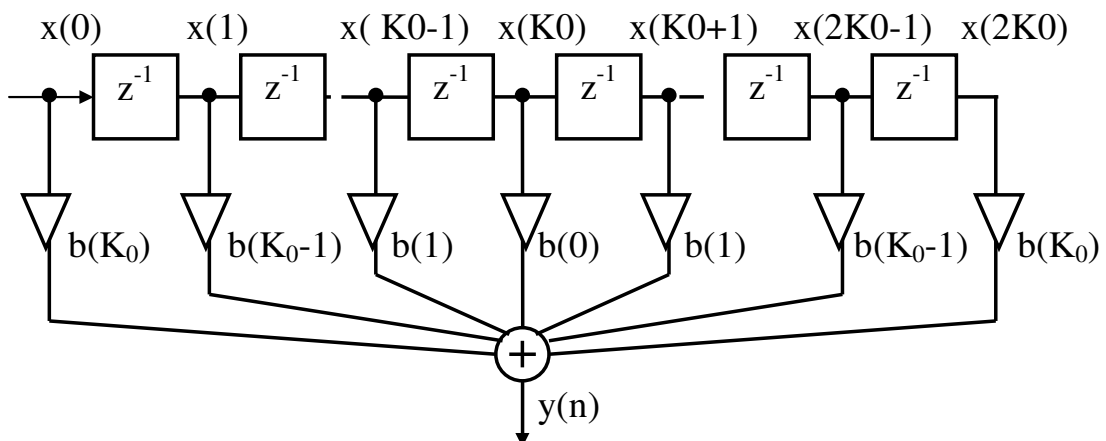 x(0) x(1) x( K0-1) x(K0) x(K0+1) x(2K0-1) x(2K0)
z⁻¹ z⁻¹ z⁻¹ z⁻¹ z⁻¹ z⁻¹
b(K₀) b(K₀-1) b(1) b(0) b(1) b(K₀-1) b(K₀)
+
y(n)